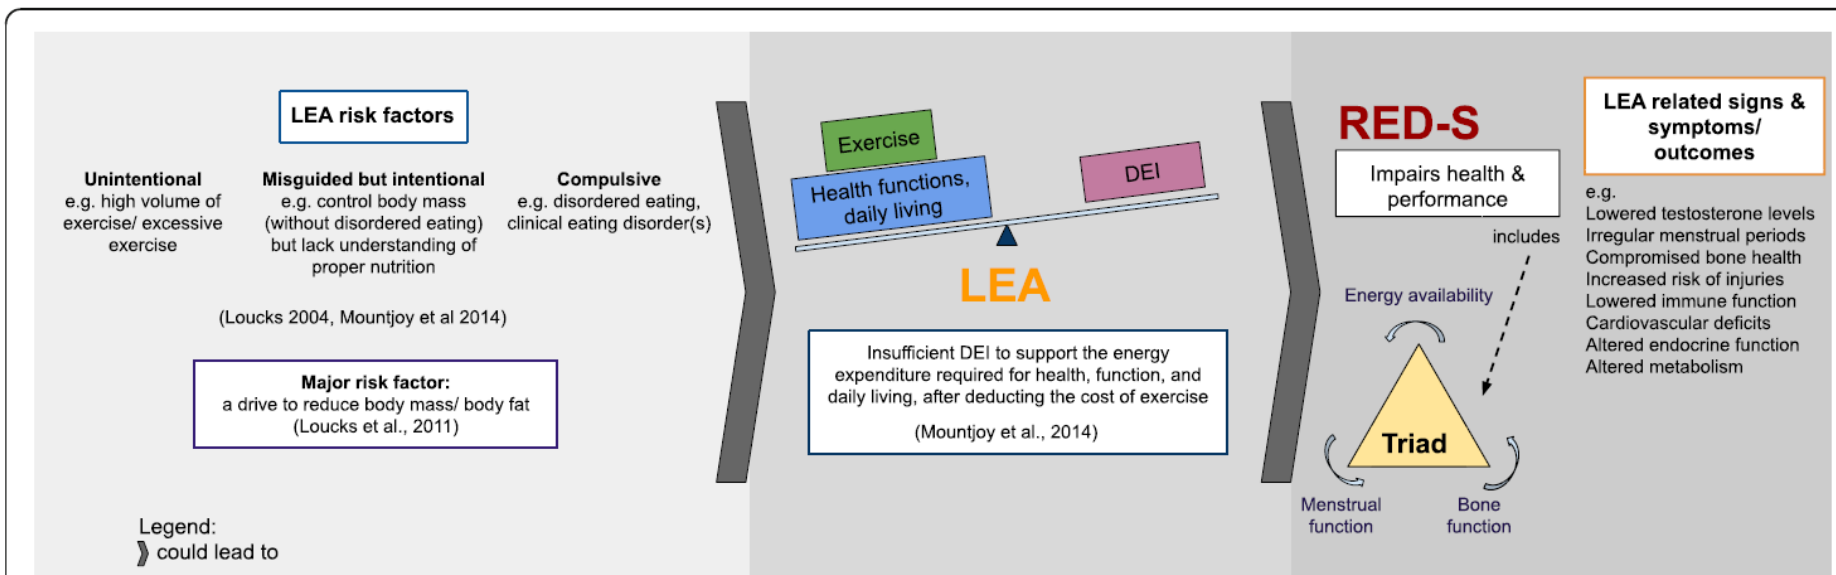 LEA risk factors
Unintentional
e.g. high volume of
exercise/ excessive
exercise
Misguided but intentional
e.g. control body mass
(without disordered eating)
but lack understanding of
proper nutrition
Compulsive
e.g. disordered eating,
clinical eating disorder(s)
(Loucks 2004, Mountjoy et al 2014)
Major risk factor:
a drive to reduce body mass/ body fat
(Loucks et al., 2011)
Legend:
could lead to
Exercise
Health functions,
daily living
DEI
LEA
Insufficient DEI to support the energy
expenditure required for health, function, and
daily living, after deducting the cost of exercise
(Mountjoy et al., 2014)
RED-S
Impairs health &
performance
includes
Energy availability
Triad
Menstrual
function
Bone
function
LEA related signs &
symptoms/
outcomes
e.g.
Lowered testosterone levels
Irregular menstrual periods
Compromised bone health
Increased risk of injuries
Lowered immune function
Cardiovascular deficits
Altered endocrine function
Altered metabolism